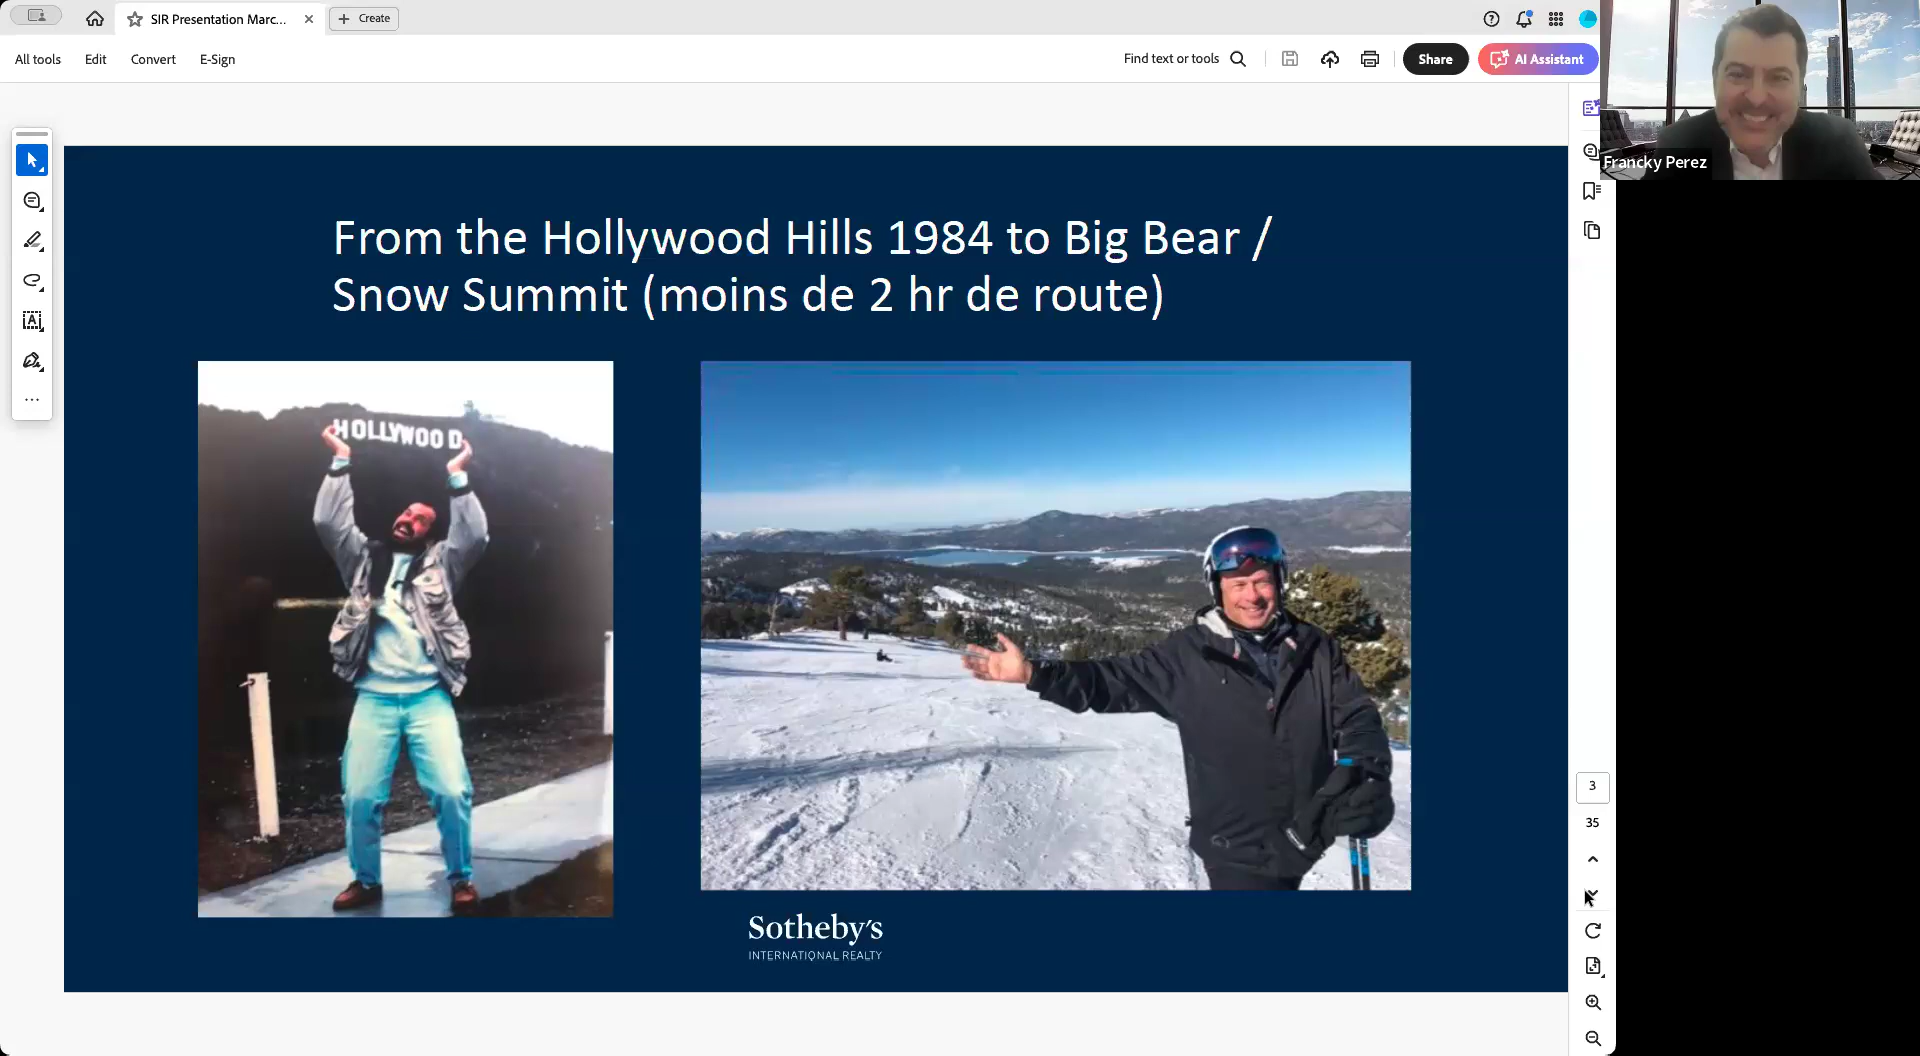 SIR Presentation Marc...
Create
All tools
Edit
Convert
E-Sign
Find text or tools
Share
AI Assistant
Francky Perez
From the Hollywood Hills 1984 to Big Bear /
Snow Summit (moins de 2 hr de route)
HOLLYWOOD
Sotheby's
INTERNATIONAL REALTY
3
35